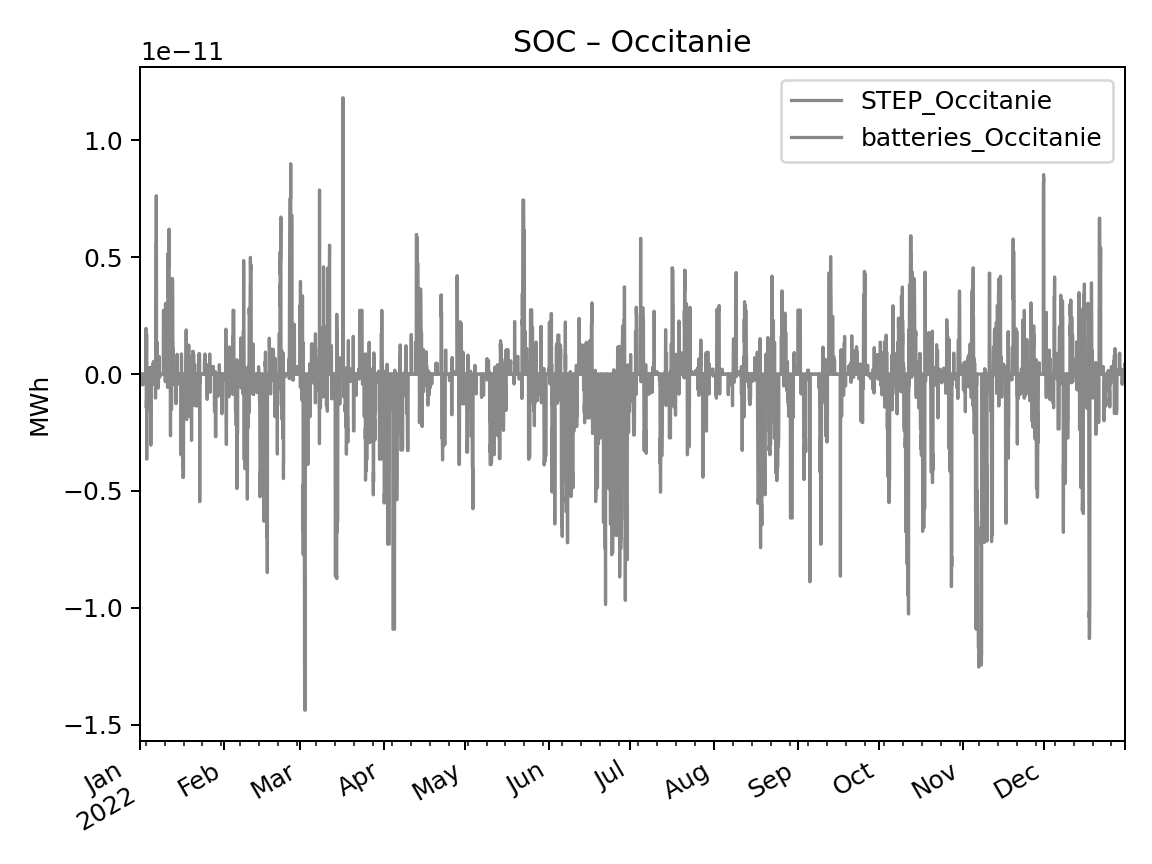 SOC – Occitanie
1e−11
STEP_Occitanie
batteries_Occitanie
1.0
0.5
0.0
−0.5
−1.0
−1.5
MWh
Jan
2022
Feb
Mar
Apr
May
Jun
Jul
Aug
Sep
Oct
Nov
Dec